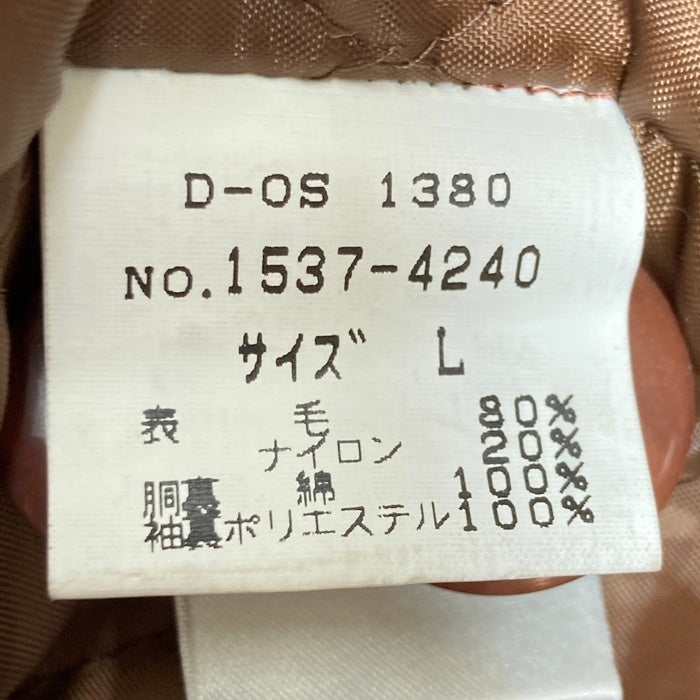 D-OS 1380
NO.1537-4240
サイズ L
表 毛 80%
ナイロン 20%
胴裏 綿 100%
袖裏ポリエステル100%